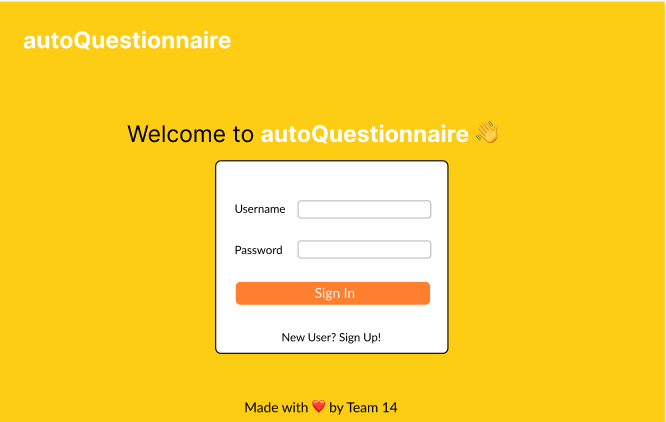 autoQuestionnaire
Welcome to autoQuestionnaire 👋
Username
Password
Sign In
New User? Sign Up!
Made with ❤️ by Team 14